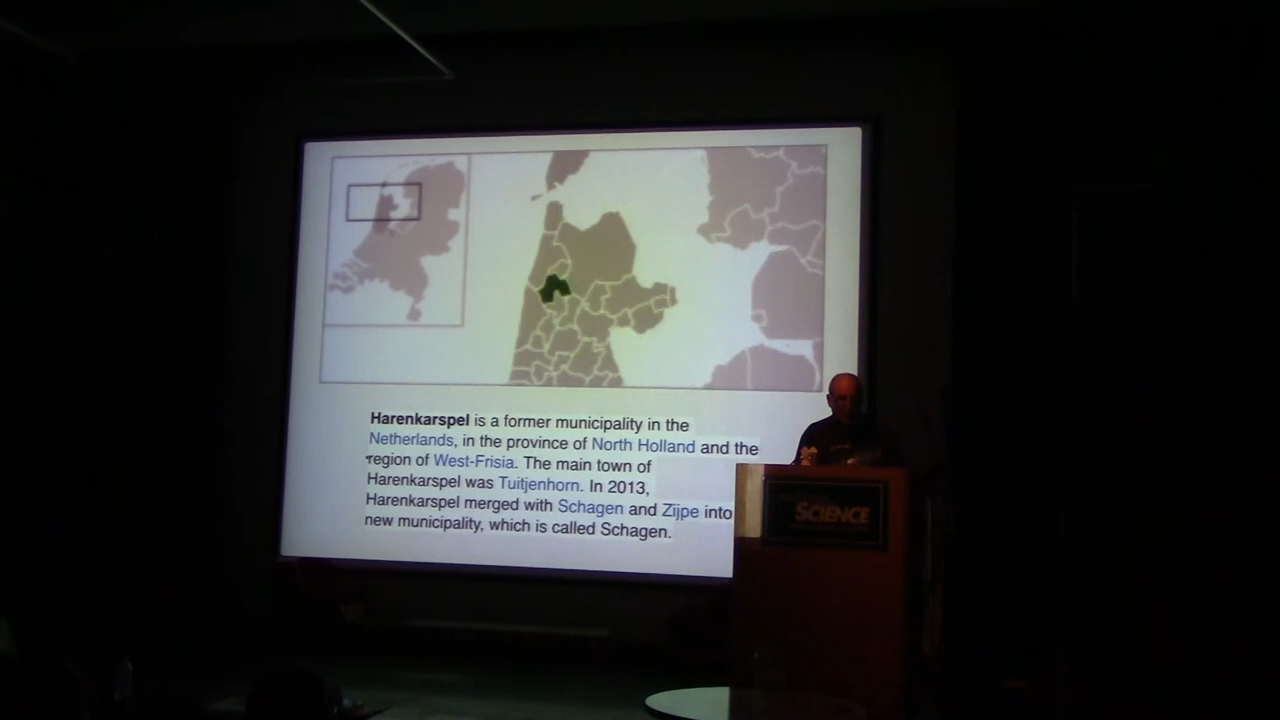 Harenkarspel is a former municipality in the
Netherlands, in the province of North Holland and the
region of West-Frisia. The main town of
Harenkarspel was Tuitjenhorn. In 2013,
Harenkarspel merged with Schagen and Zijpe into
new municipality, which is called Schagen.
SCIENCE